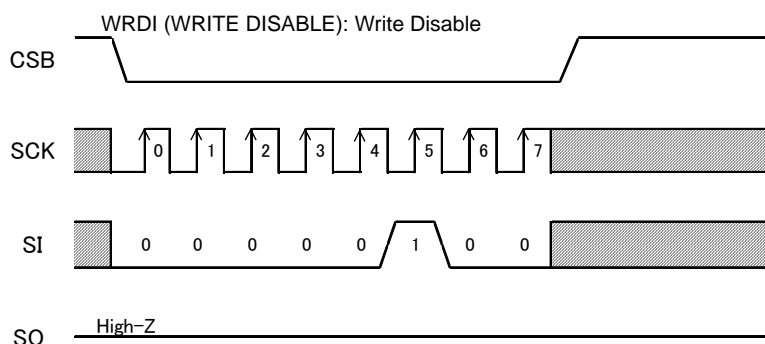 WRDI (WRITE DISABLE): Write Disable
CSB
SCK
0 1 2 3 4 5 6 7
SI
0 0 0 0 0 1 0 0
High-Z
SO